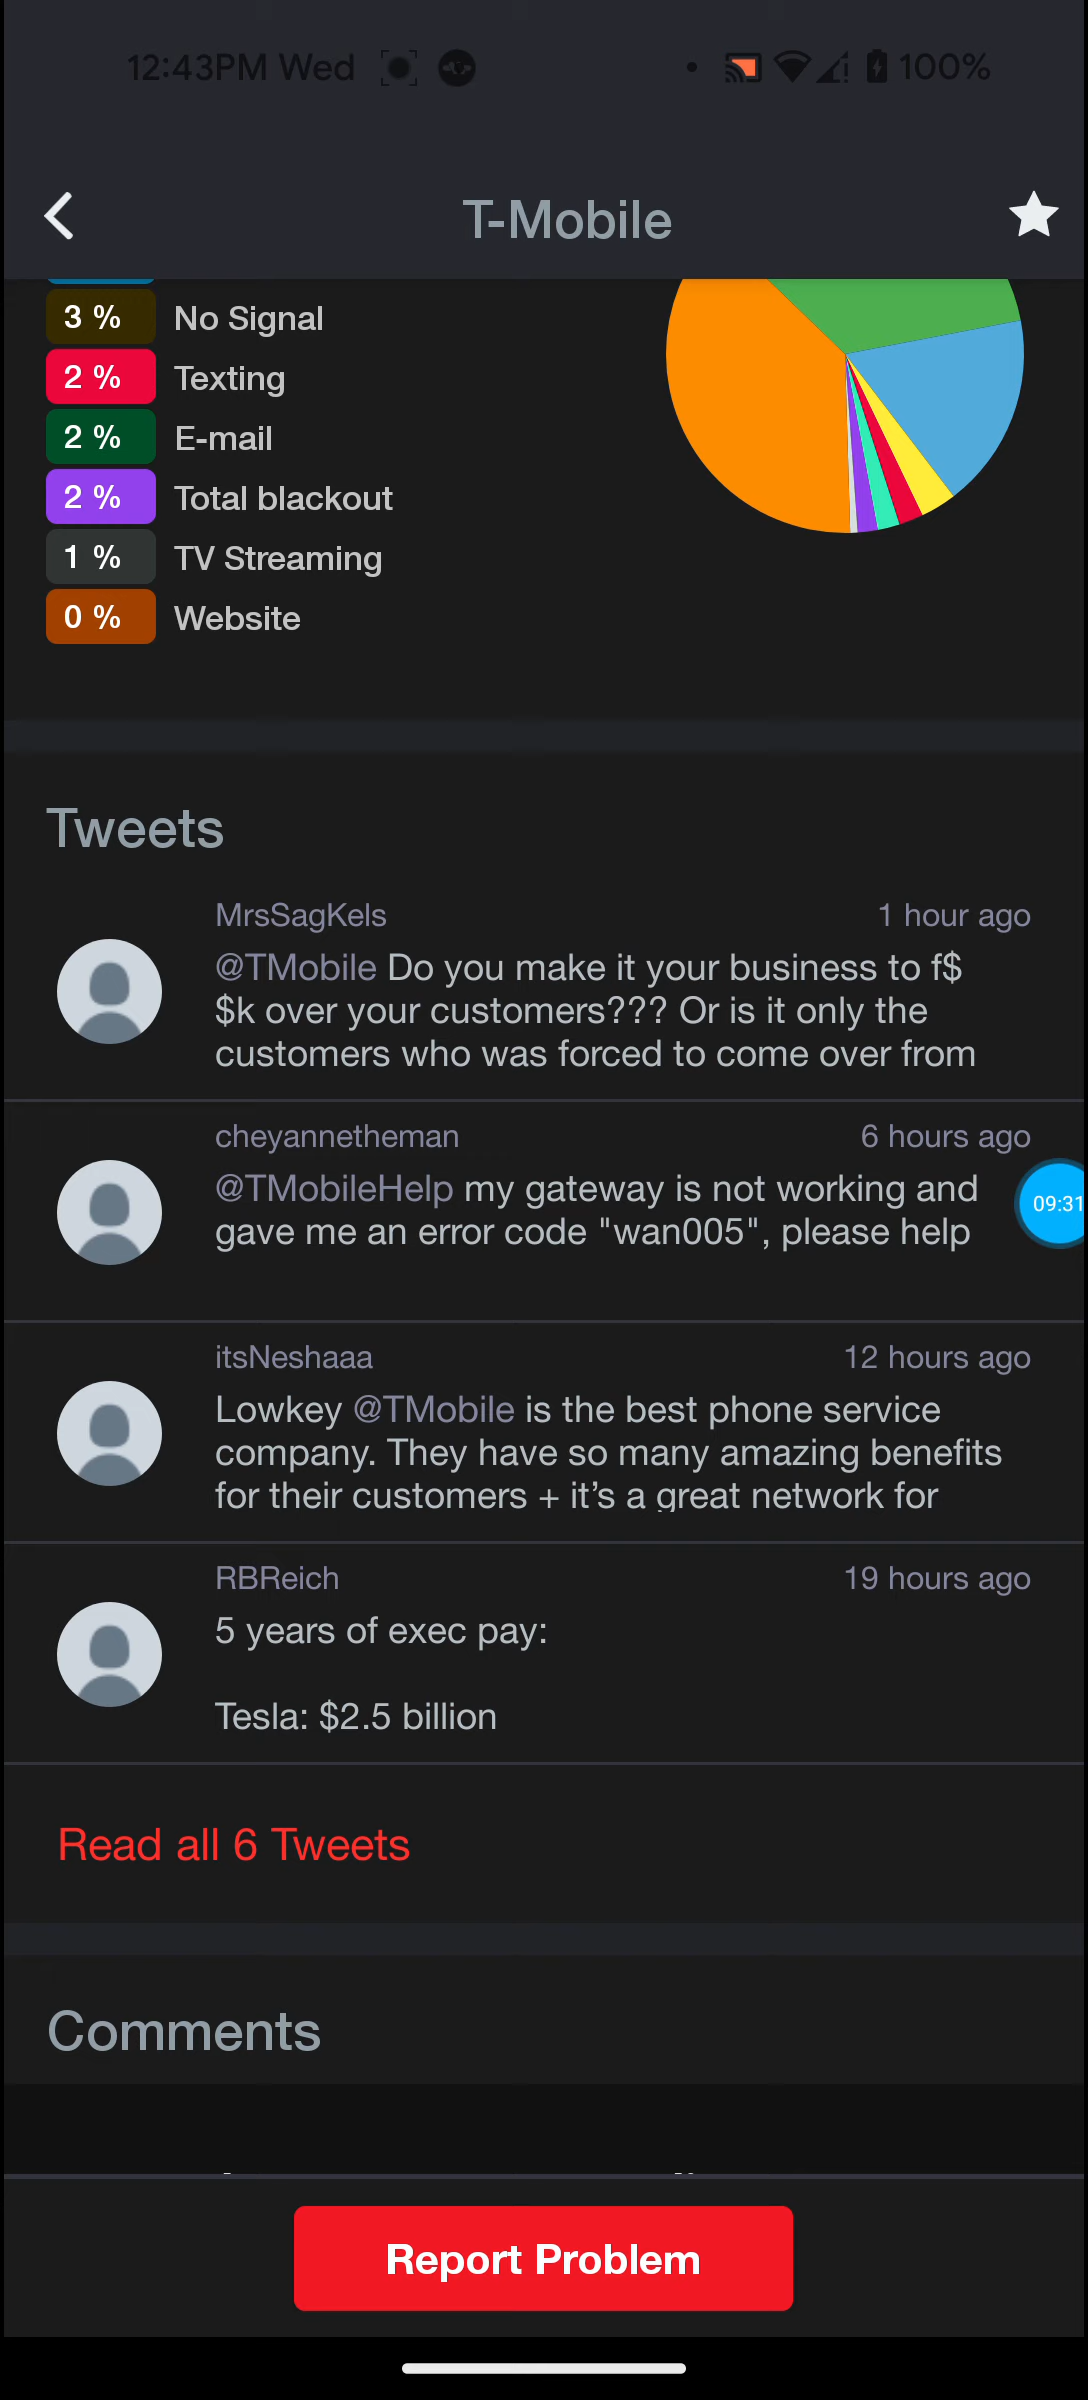 12:43PM Wed
100%
T-Mobile
3 % No Signal
2 % Texting
2 % E-mail
2 % Total blackout
1 % TV Streaming
0 % Website
Tweets
MrsSagKels 1 hour ago
@TMobile Do you make it your business to f$
$k over your customers??? Or is it only the
customers who was forced to come over from
cheyannetheman 6 hours ago
@TMobileHelp my gateway is not working and
gave me an error code "wan005", please help
09:31
itsNeshaaa 12 hours ago
Lowkey @TMobile is the best phone service
company. They have so many amazing benefits
for their customers + it’s a great network for
RBReich 19 hours ago
5 years of exec pay:
Tesla: $2.5 billion
Read all 6 Tweets
Comments
Report Problem